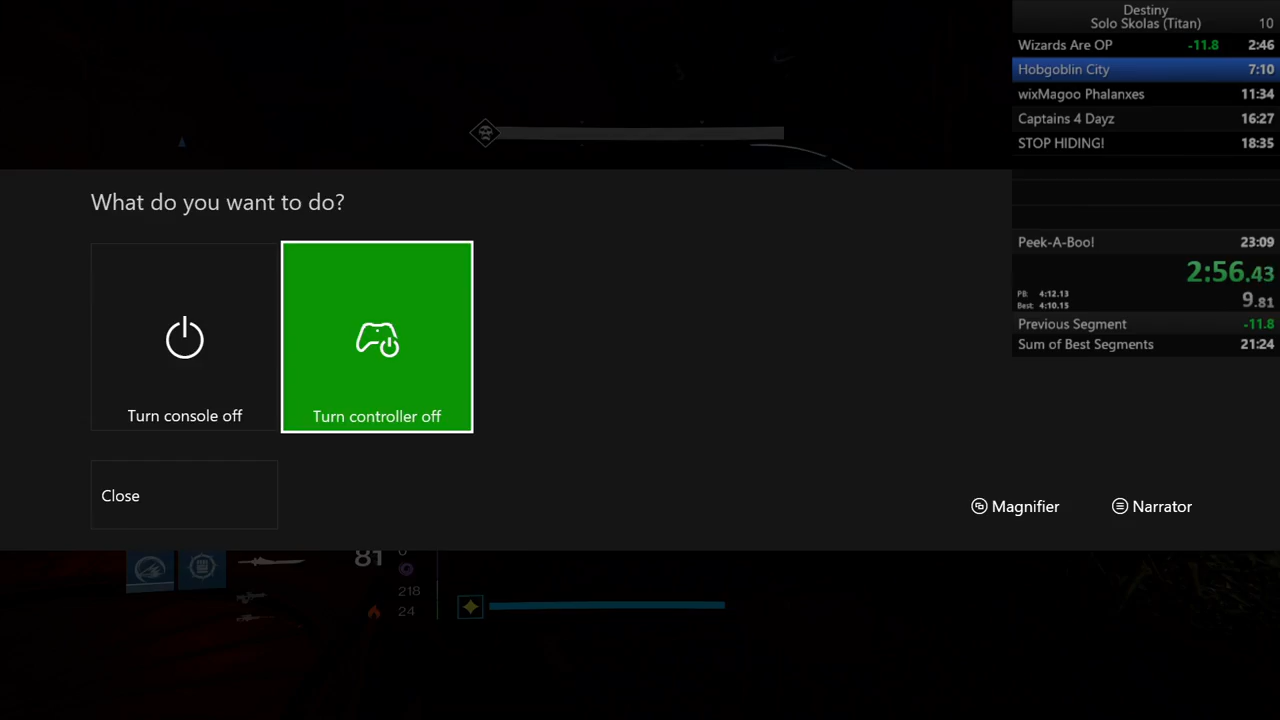 Destiny
Solo Skolas (Titan) 10
Wizards Are OP -11.8 2:46
Hobgoblin City 7:10
wixMagoo Phalanxes 11:34
Captains 4 Dayz 16:27
STOP HIDING! 18:35
What do you want to do?
Peek-A-Boo! 23:09
2:56.43
PB: 4:12.13
Best: 4:10.15
9.81
Previous Segment -11.8
Sum of Best Segments 21:24
Turn console off
Turn controller off
Close
Magnifier
Narrator
81
0
218
24